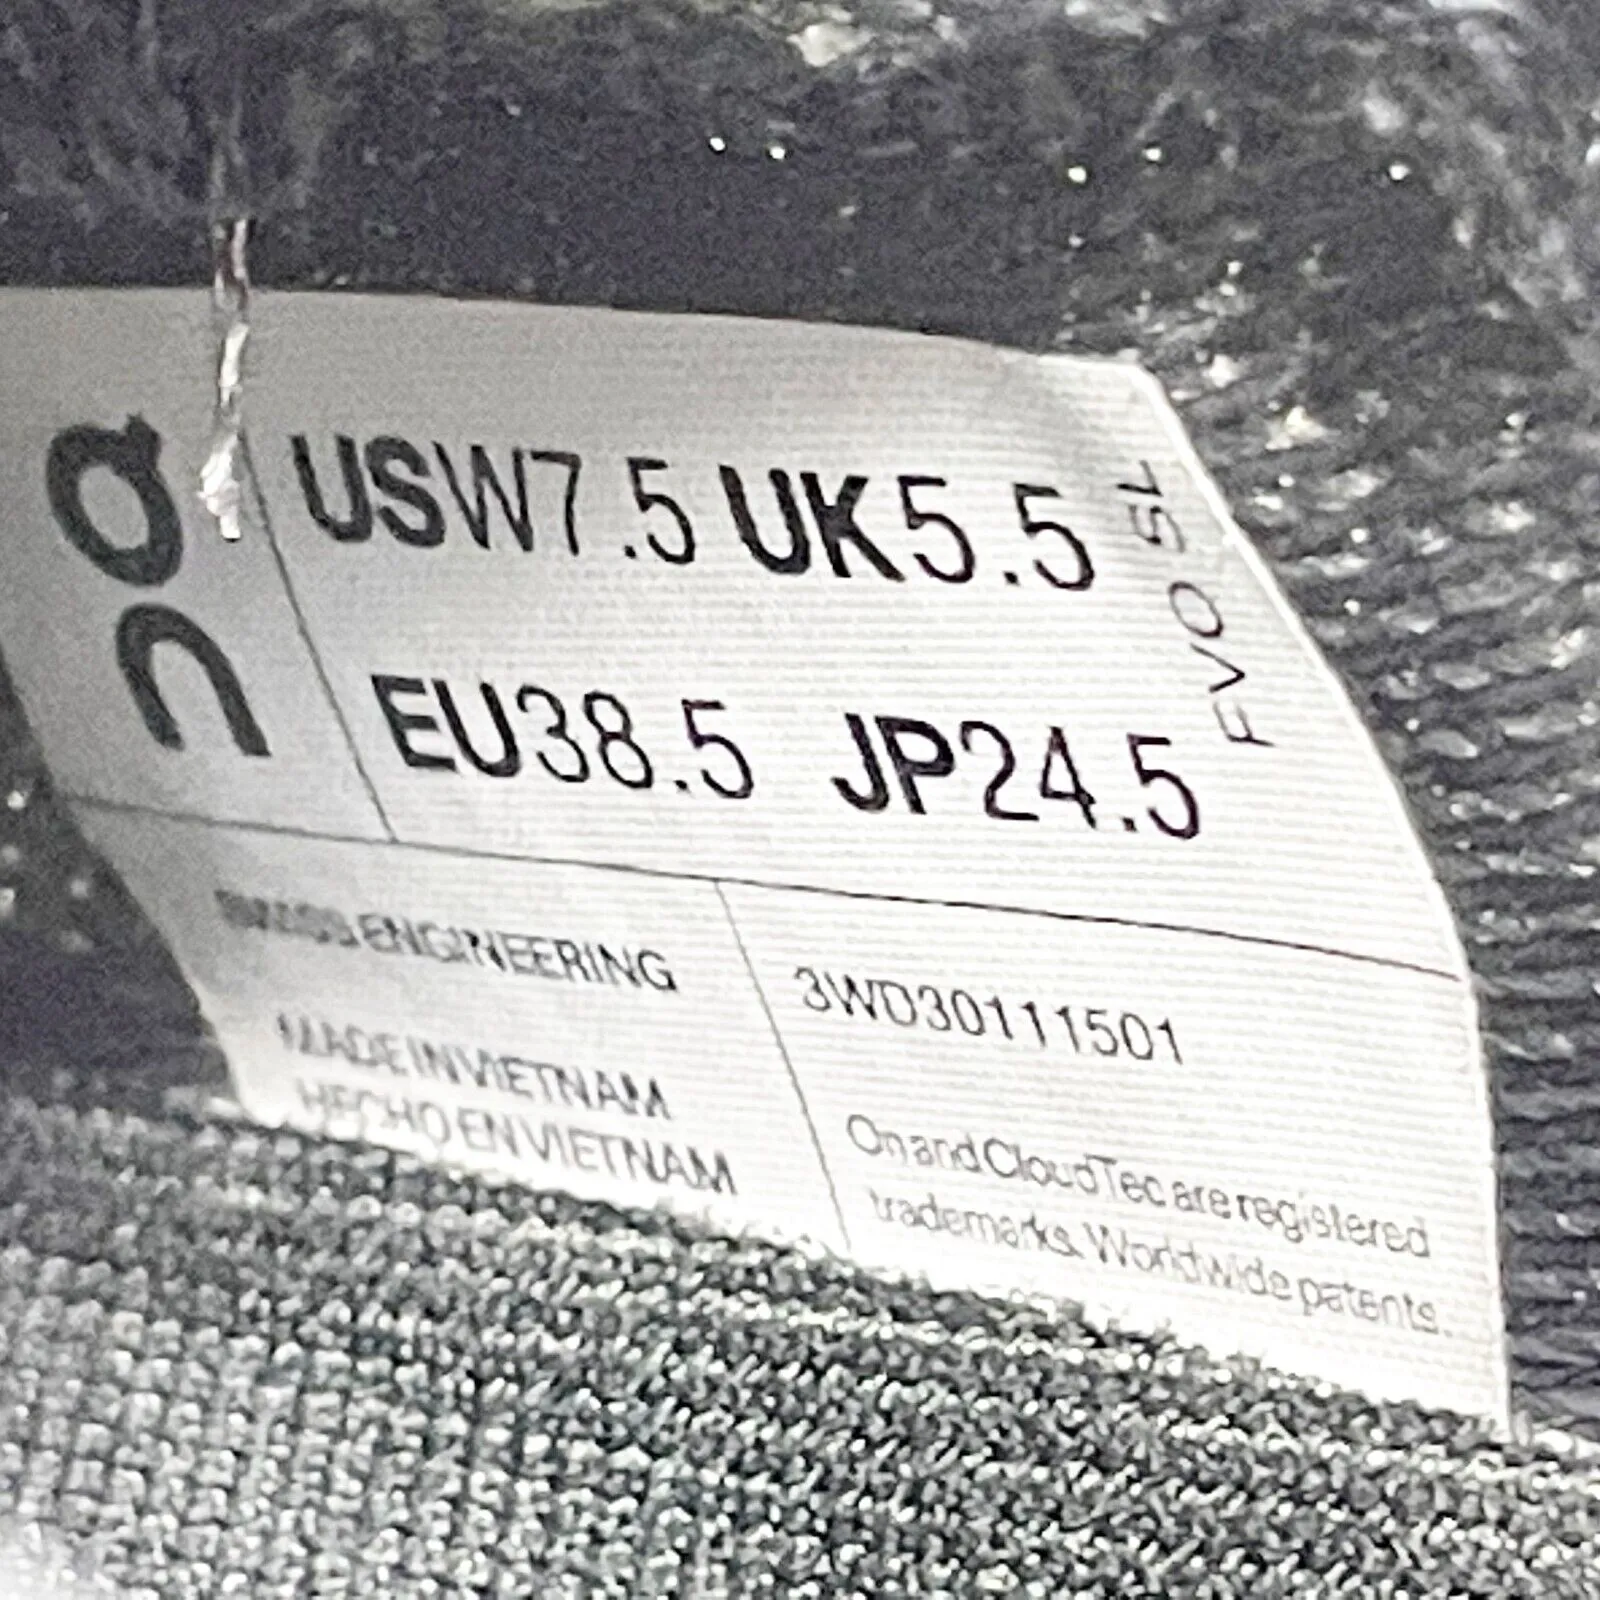 on
USW7.5 UK5.5
EU38.5 JP24.5
EVO SL
SWISS ENGINEERING
MADE IN VIETNAM
HECHO EN VIETNAM
3WD30111501
On and CloudTec are registered
trademarks. Worldwide patents.